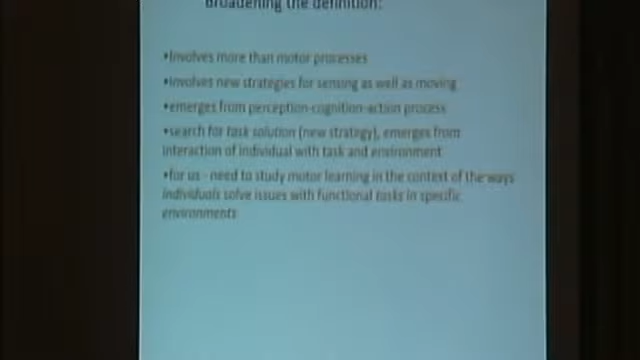 Broadening the definition:
•Involves more than motor processes
•involves new strategies for sensing as well as moving
•emerges from perception-cognition-action process
•search for task solution (new strategy), emerges from
interaction of individual with task and environment
•for us - need to study motor learning in the context of the ways
individuals solve issues with functional tasks in specific
environments